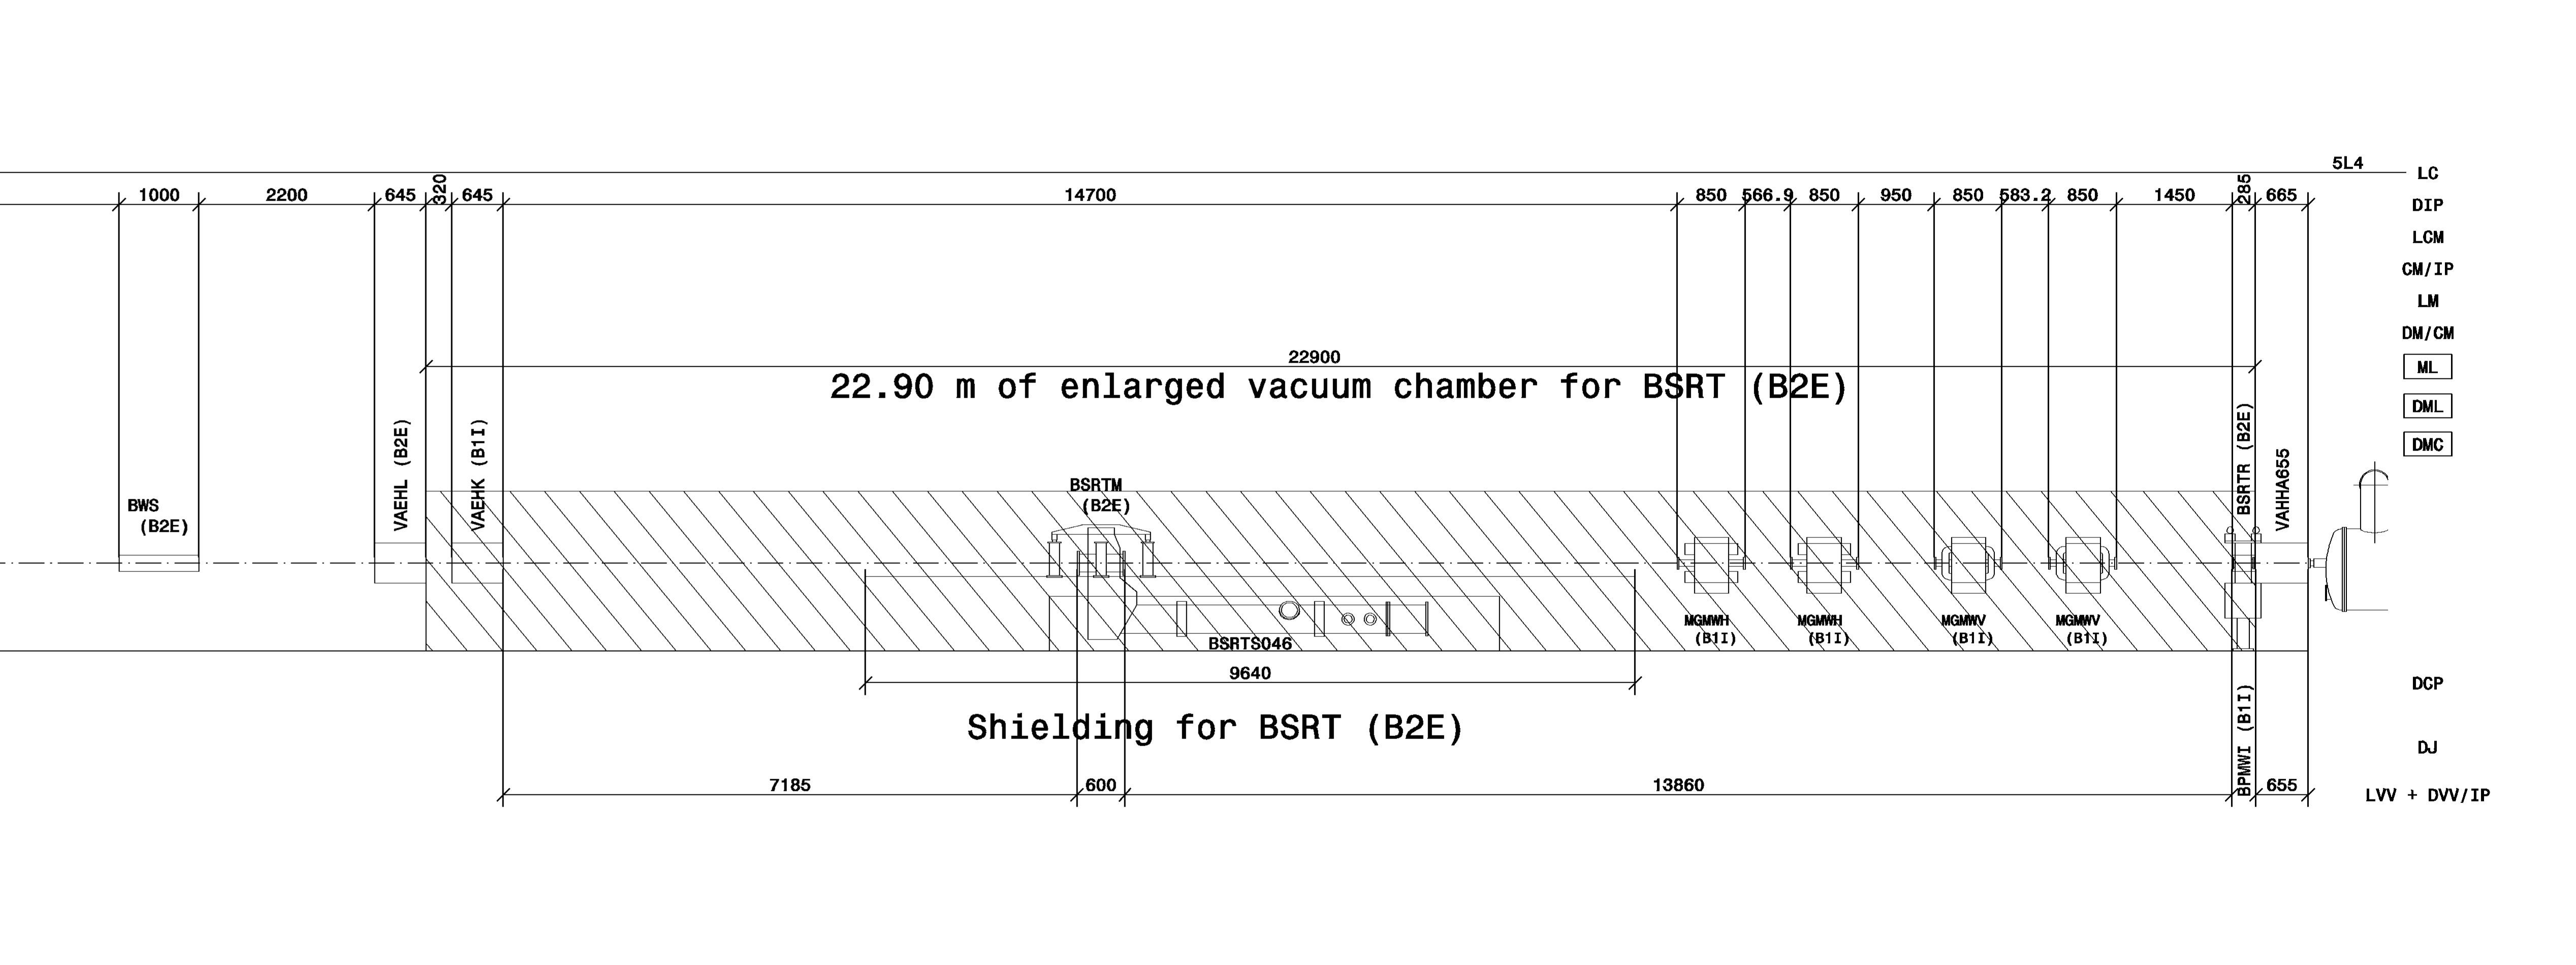 5L4
LC
1000
2200
645
320
645
14700
850
566.9
850
950
850
583.2
850
1450
285
665
DIP
LCM
CM/IP
LM
DM/CM
22900
ML
22.90 m of enlarged vacuum chamber for BSRT (B2E)
DML
DMC
VAEHL (B2E)
VAEHK (B1I)
BSRTR (B2E)
VAHHA655
BWS
(B2E)
BSRTM
(B2E)
MGMWH
(B1I)
MGMWH
(B1I)
MGMWV
(B1I)
MGMWV
(B1I)
BSRTS046
9640
DCP
Shielding for BSRT (B2E)
BPMWI (B1I)
DJ
7185
600
13860
655
LVV + DVV/IP